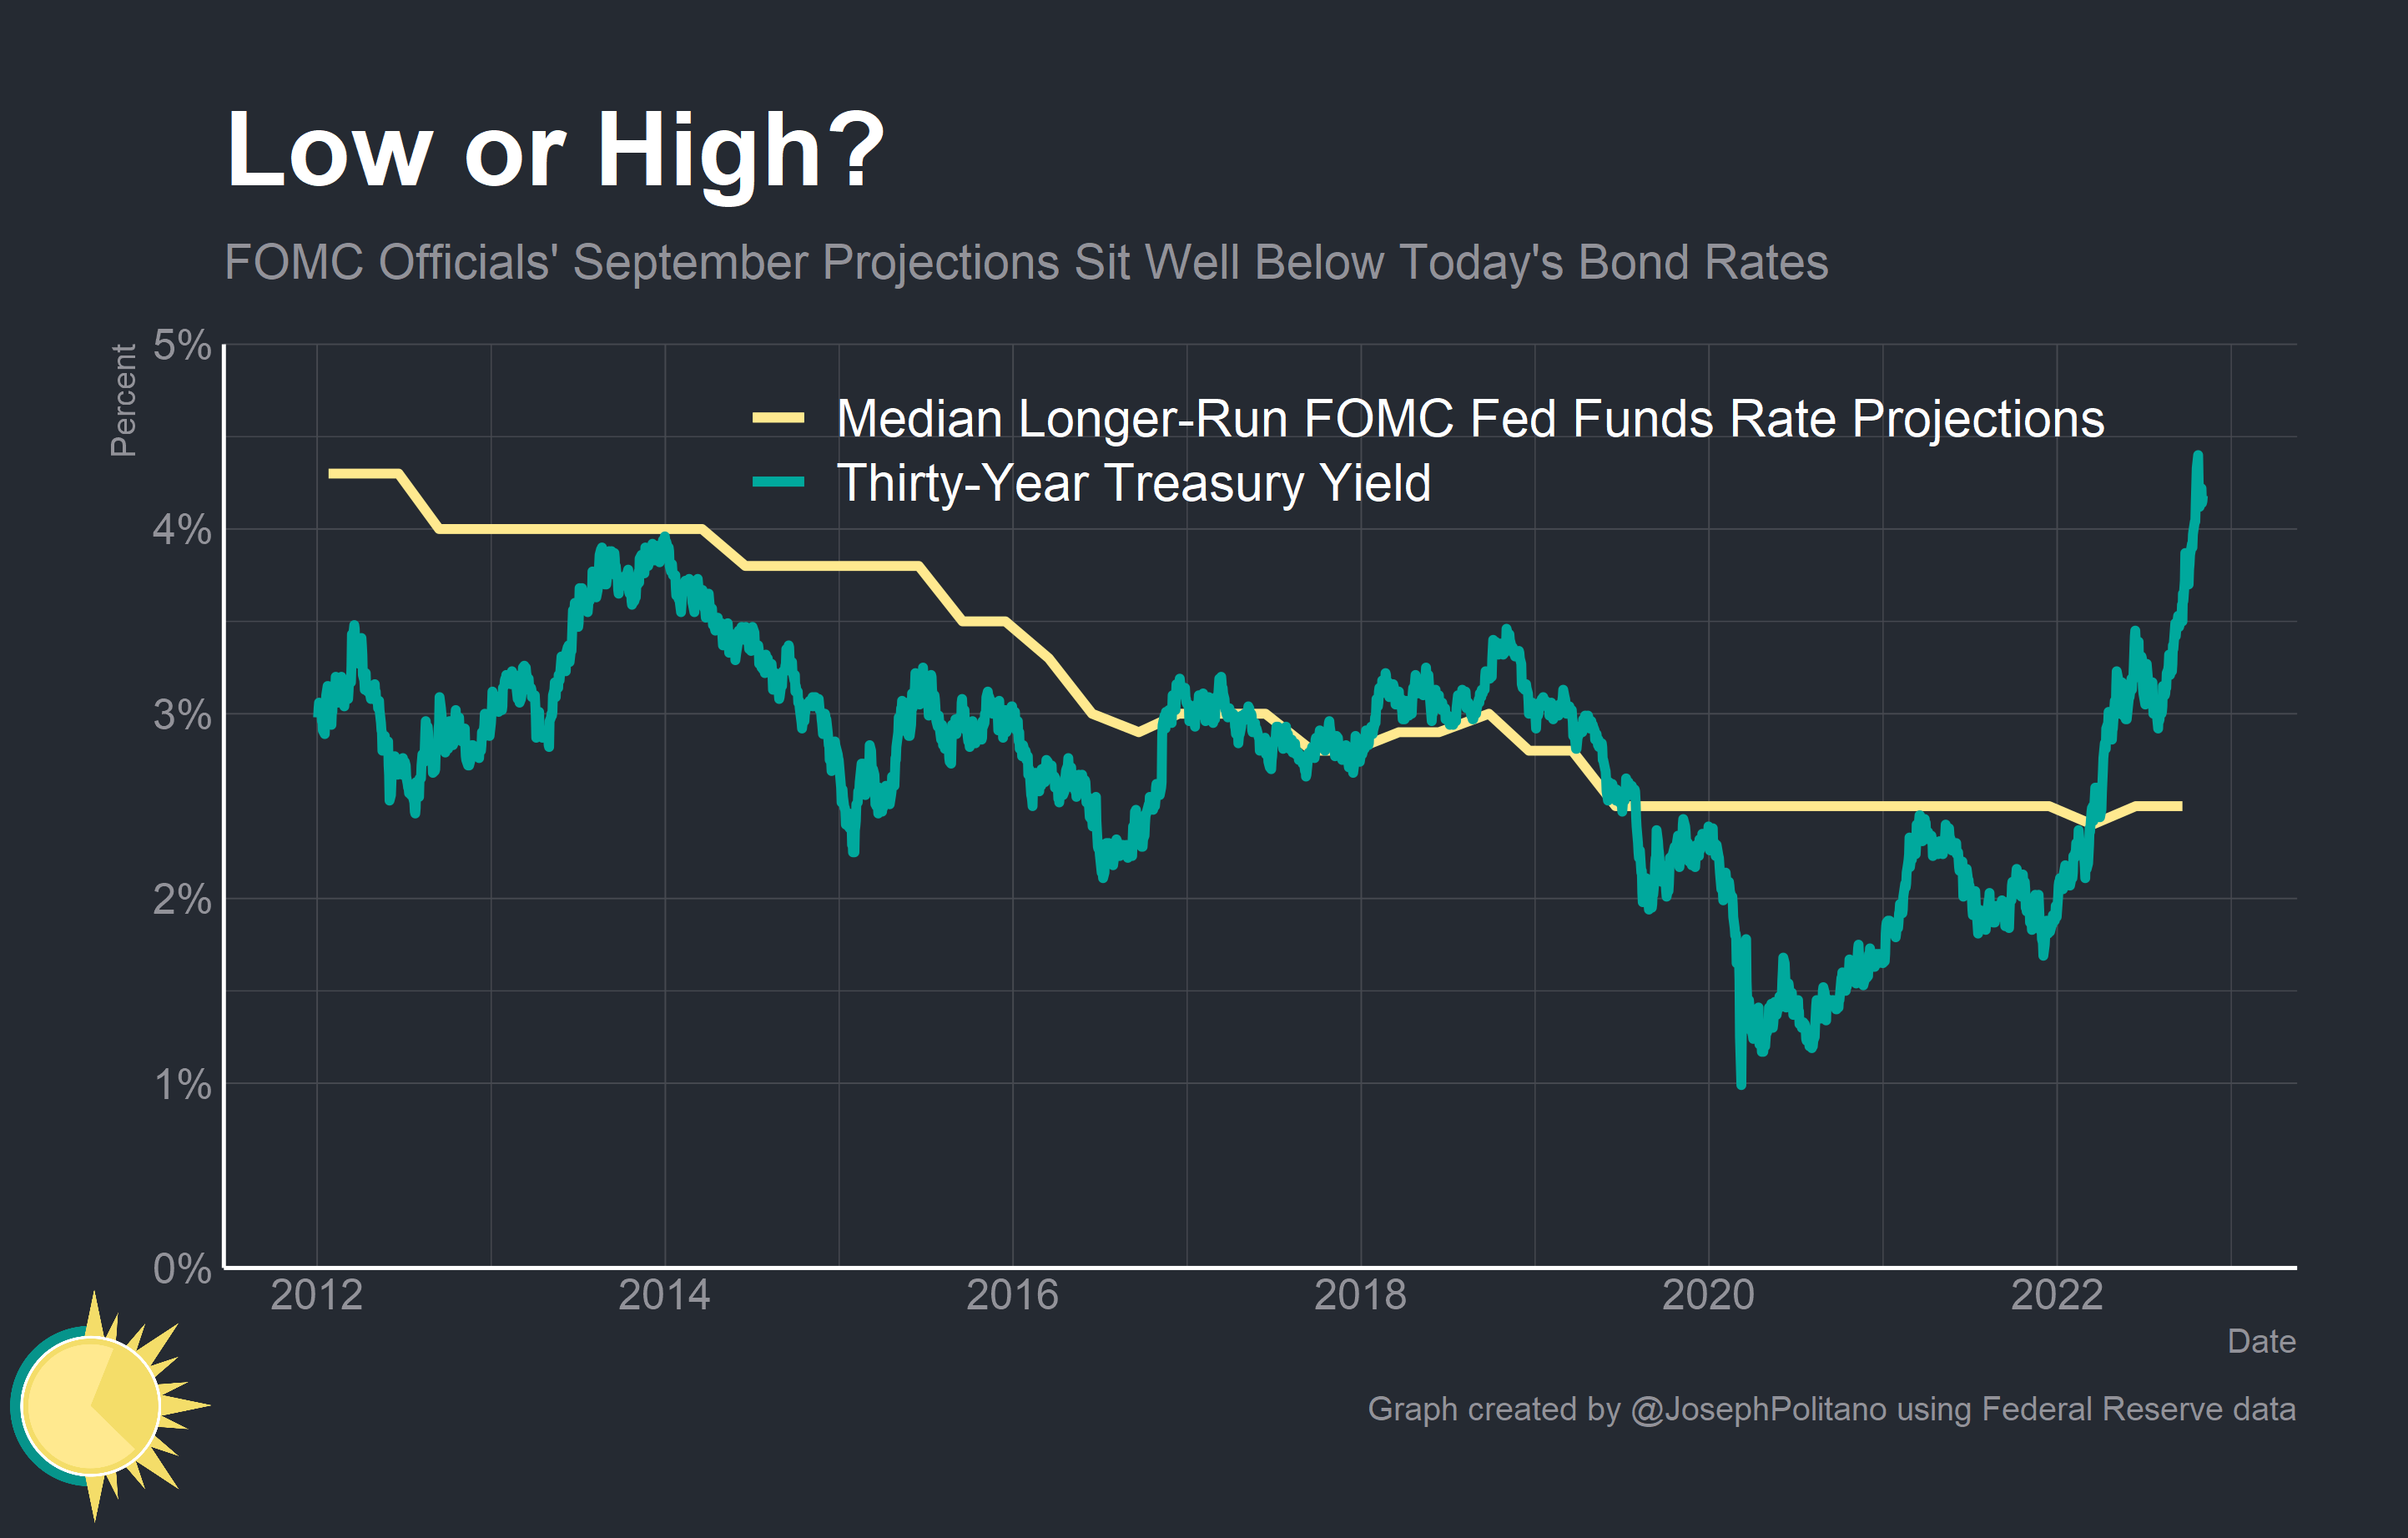 Low or High?
FOMC Officials' September Projections Sit Well Below Today's Bond Rates
Percent
5%
4%
3%
2%
1%
0%
Median Longer-Run FOMC Fed Funds Rate Projections
Thirty-Year Treasury Yield
2012
2014
2016
2018
2020
2022
Date
Graph created by @JosephPolitano using Federal Reserve data